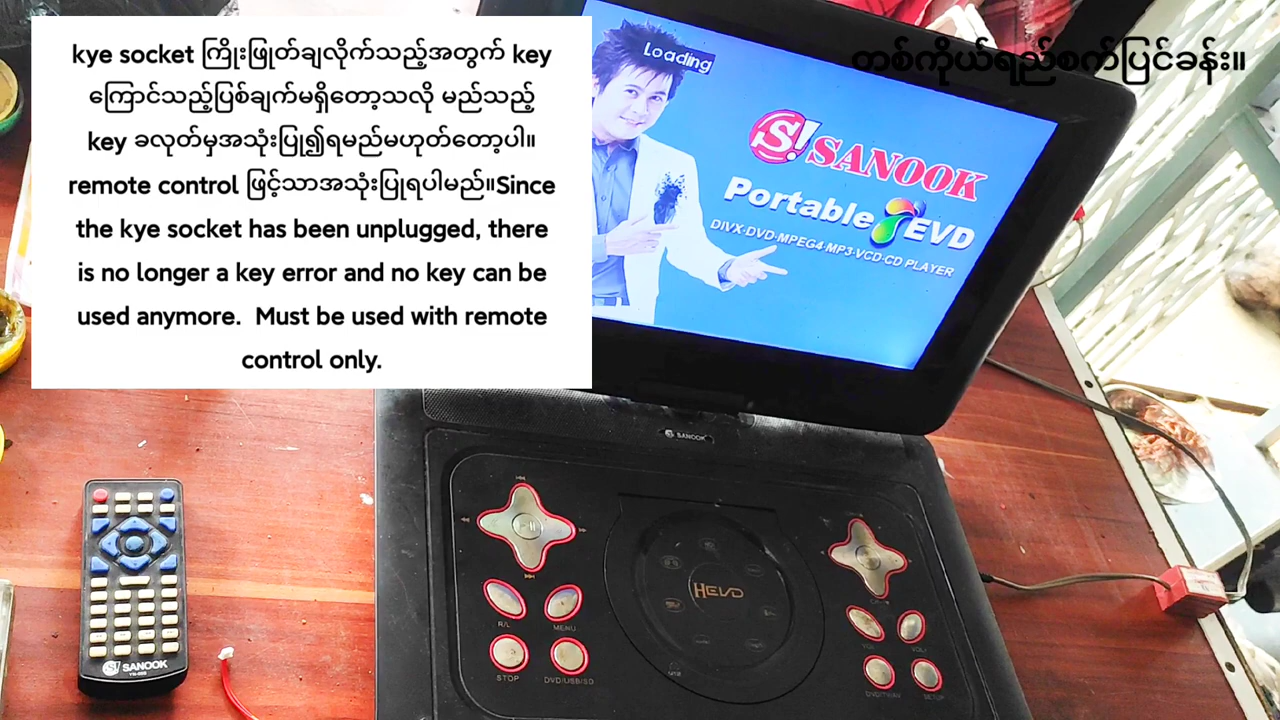 kye socket ကြိုးဖြုတ်ချလိုက်သည့်အတွက် key
ကြောင်သည့်ပြစ်ချက်မရှိတော့သလို မည်သည့်
key ခလုတ်မှအသုံးပြု၍ရမည်မဟုတ်တော့ပါ။
remote control ဖြင့်သာအသုံးပြုရပါမည်။Since
the kye socket has been unplugged, there
is no longer a key error and no key can be
used anymore. Must be used with remote
control only.
တစ်ကိုယ်ရည်စက်ပြင်ခန်း။
Loading
S! SANOOK
Portable EVD
DIVX·DVD·MPEG4·MP3·VCD·CD PLAYER
SANOOK
HEVD
R/L
MENU
STOP
DVD/USB/SD
S! SANOOK